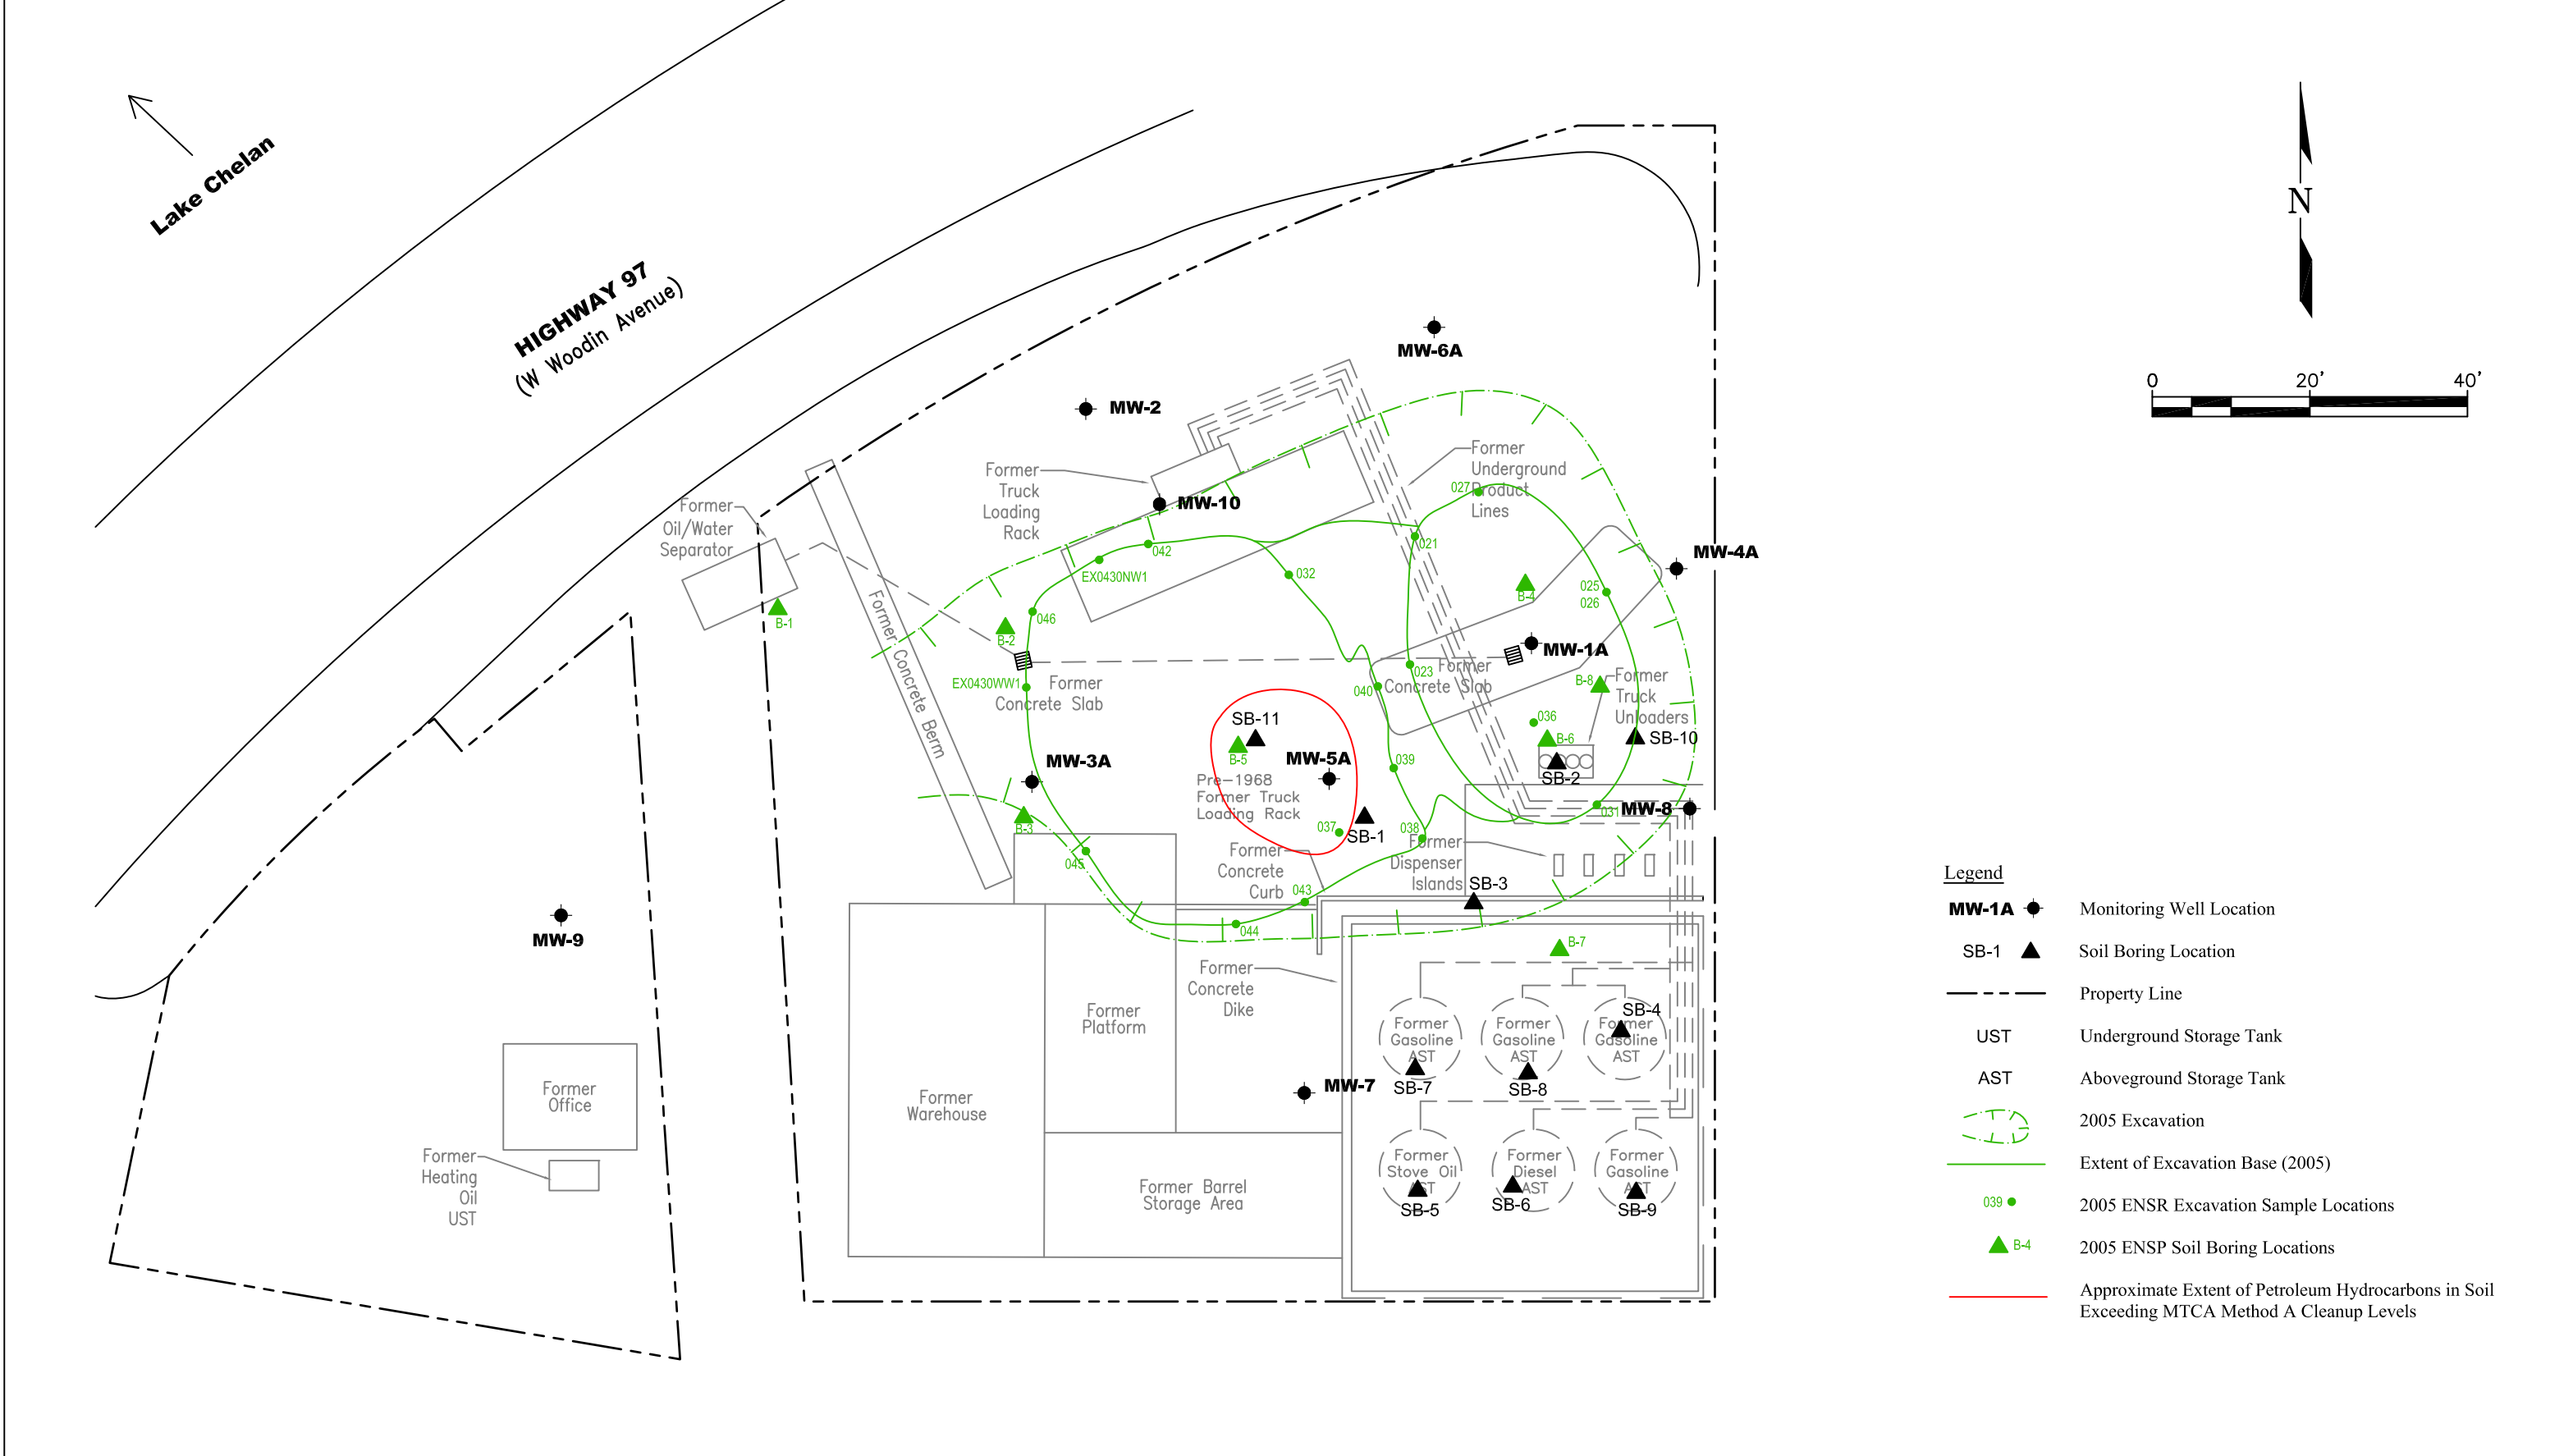 Lake Chelan
HIGHWAY 97
(W Woodin Avenue)
N
0 20' 40'
MW-6A
MW-2
Former
Truck
Loading
Rack
MW-10
Former
Underground
Product
Lines
027
Former
Oil/Water
Separator
042
EX0430NW1
032
021
MW-4A
025
026
B-4
B-1
046
B-2
MW-1A
Former Concrete Berm
EX0430WW1
Former
Concrete Slab
023
040
Former
Concrete Slab
B-8
Former
Truck
Unloaders
036
B-6
SB-10
SB-2
SB-11
B-5
MW-5A
MW-3A
039
Pre-1968
Former Truck
Loading Rack
037
SB-1
038
031
MW-8
B-3
045
Former
Concrete
Curb
Former
Dispenser
Islands
043
SB-3
044
B-7
MW-9
Former
Concrete
Dike
Former
Platform
Former
Warehouse
MW-7
Former
Gasoline
AST
SB-7
Former
Gasoline
AST
SB-8
SB-4
Former
Gasoline
AST
Former
Stove Oil
AST
SB-5
Former
Diesel
AST
SB-6
Former
Gasoline
AST
SB-9
Former Barrel
Storage Area
Former
Office
Former
Heating
Oil
UST
Legend
MW-1A Monitoring Well Location
SB-1 Soil Boring Location
Property Line
UST Underground Storage Tank
AST Aboveground Storage Tank
2005 Excavation
Extent of Excavation Base (2005)
039 2005 ENSR Excavation Sample Locations
B-4 2005 ENSP Soil Boring Locations
Approximate Extent of Petroleum Hydrocarbons in Soil
Exceeding MTCA Method A Cleanup Levels